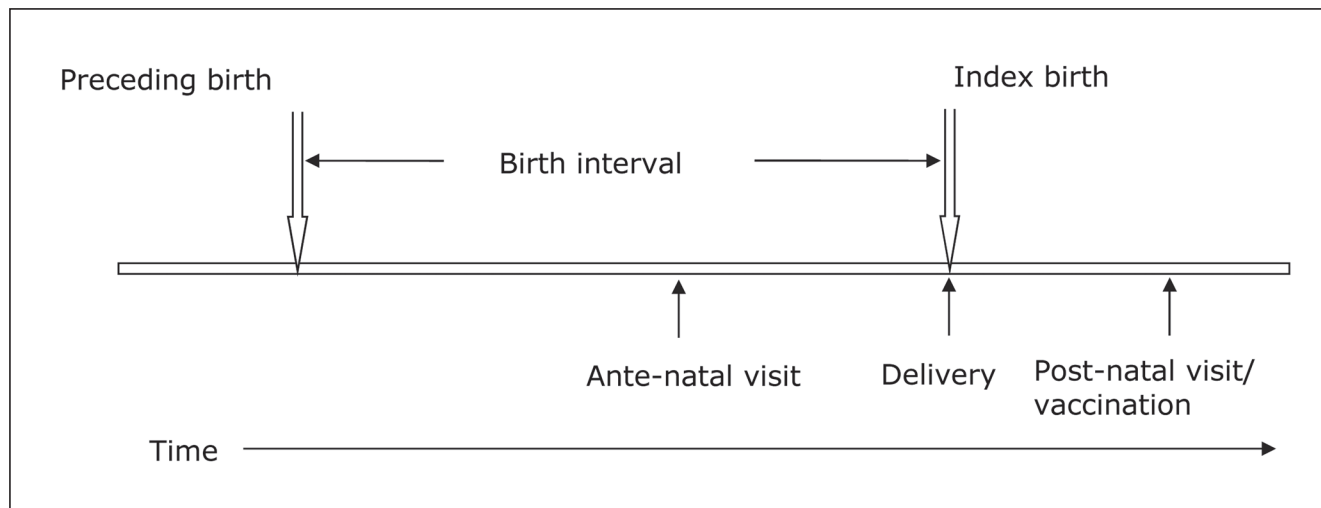 Preceding birth
Index birth
Birth interval
Ante-natal visit
Delivery
Post-natal visit/
vaccination
Time